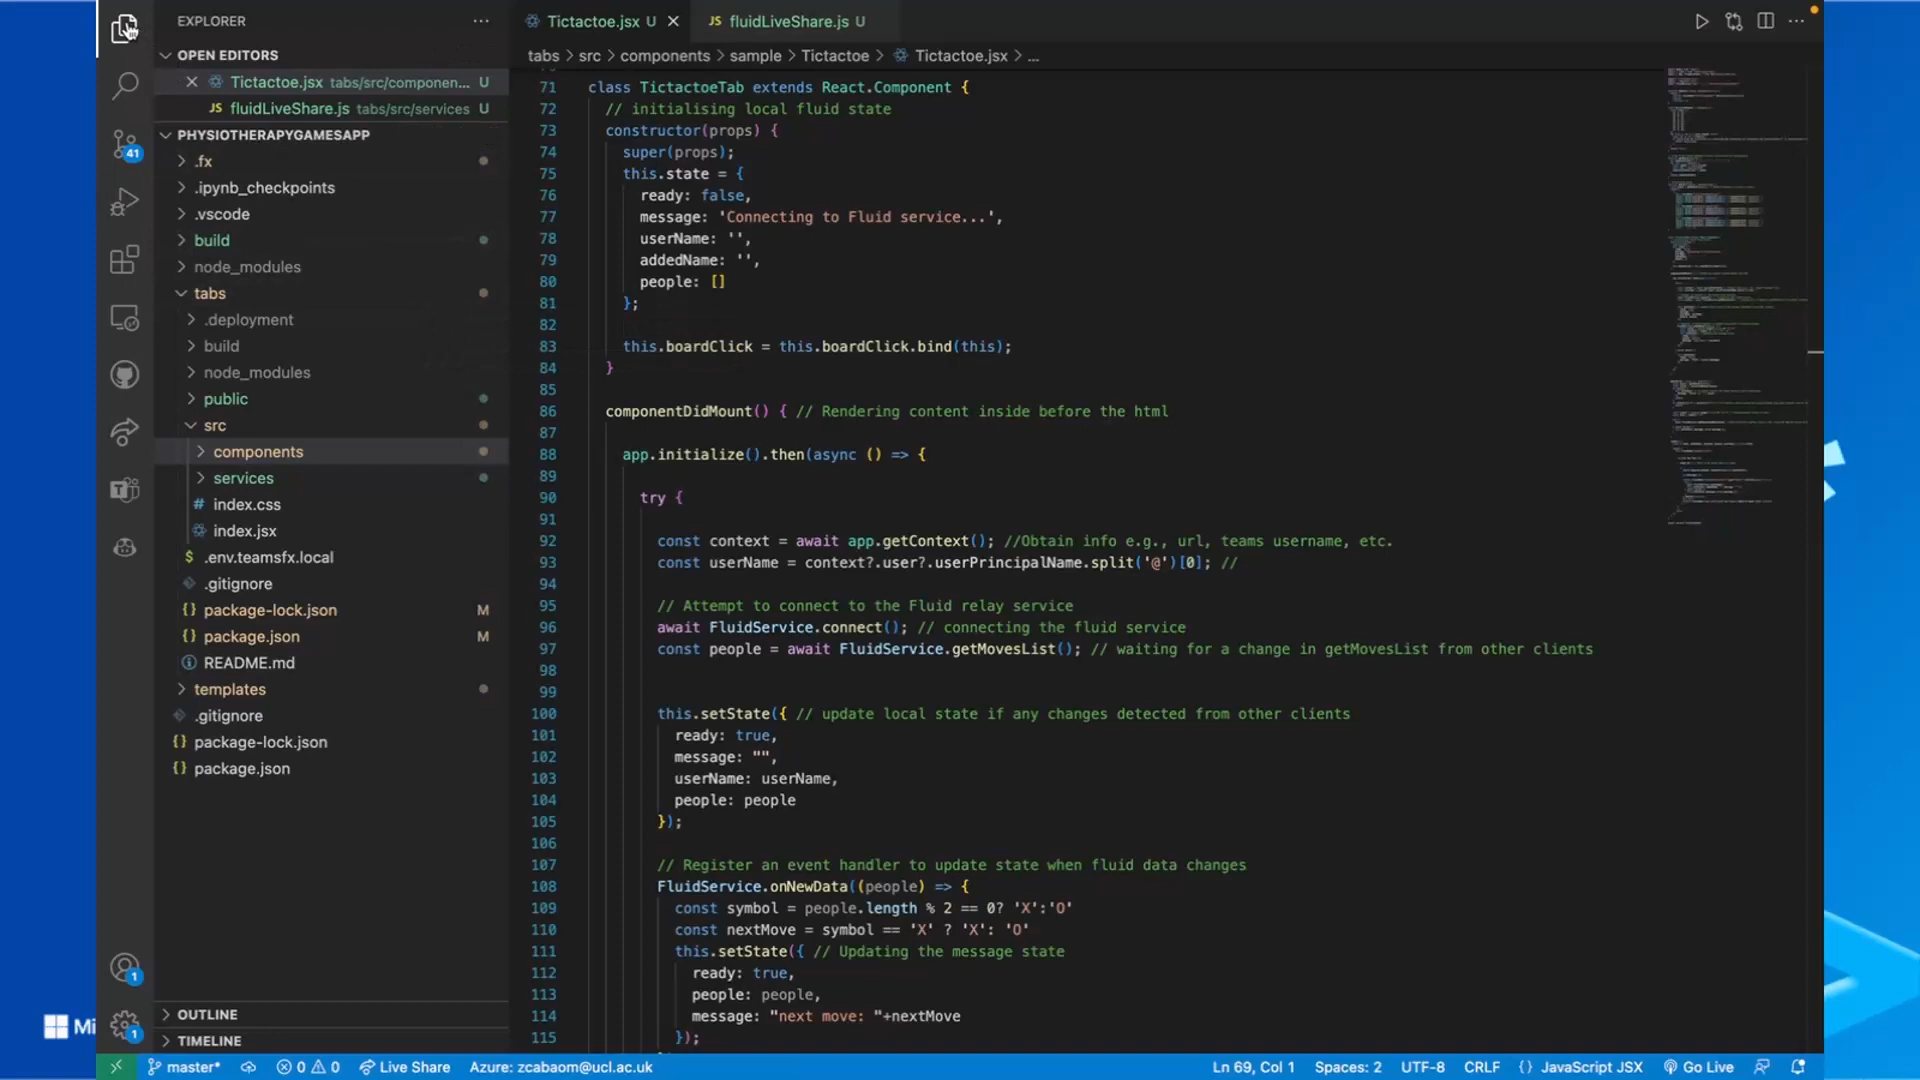 EXPLORER
OPEN EDITORS
Tictactoe.jsx tabs/src/componen... U
JS fluidLiveShare.js tabs/src/services U
PHYSIOTHERAPYGAMESAPP
.fx
.ipynb_checkpoints
.vscode
build
node_modules
tabs
.deployment
build
node_modules
public
src
components
services
# index.css
index.jsx
$ .env.teamsfx.local
.gitignore
{} package-lock.json M
{} package.json M
README.md
templates
.gitignore
{} package-lock.json
{} package.json
OUTLINE
TIMELINE
41
1
1
Mi
Tictactoe.jsx U
JS fluidLiveShare.js U
tabs > src > components > sample > Tictactoe > Tictactoe.jsx > ...
71 class TictactoeTab extends React.Component {
72 // initialising local fluid state
73 constructor(props) {
74 super(props);
75 this.state = {
76 ready: false,
77 message: 'Connecting to Fluid service...',
78 userName: '',
79 addedName: '',
80 people: []
81 };
82
83 this.boardClick = this.boardClick.bind(this);
84 }
85
86 componentDidMount() { // Rendering content inside before the html
87
88 app.initialize().then(async () => {
89
90 try {
91
92 const context = await app.getContext(); //Obtain info e.g., url, teams username, etc.
93 const userName = context?.user?.userPrincipalName.split('@')[0]; //
94
95 // Attempt to connect to the Fluid relay service
96 await FluidService.connect(); // connecting the fluid service
97 const people = await FluidService.getMovesList(); // waiting for a change in getMovesList from other clients
98
99
100 this.setState({ // update local state if any changes detected from other clients
101 ready: true,
102 message: "",
103 userName: userName,
104 people: people
105 });
106
107 // Register an event handler to update state when fluid data changes
108 FluidService.onNewData((people) => {
109 const symbol = people.length % 2 == 0? 'X':'O'
110 const nextMove = symbol == 'X' ? 'X': 'O'
111 this.setState({ // Updating the message state
112 ready: true,
113 people: people,
114 message: "next move: "+nextMove
115 });
master* 0 0 Live Share Azure: zcabaom@ucl.ac.uk Ln 69, Col 1 Spaces: 2 UTF-8 CRLF {} JavaScript JSX Go Live